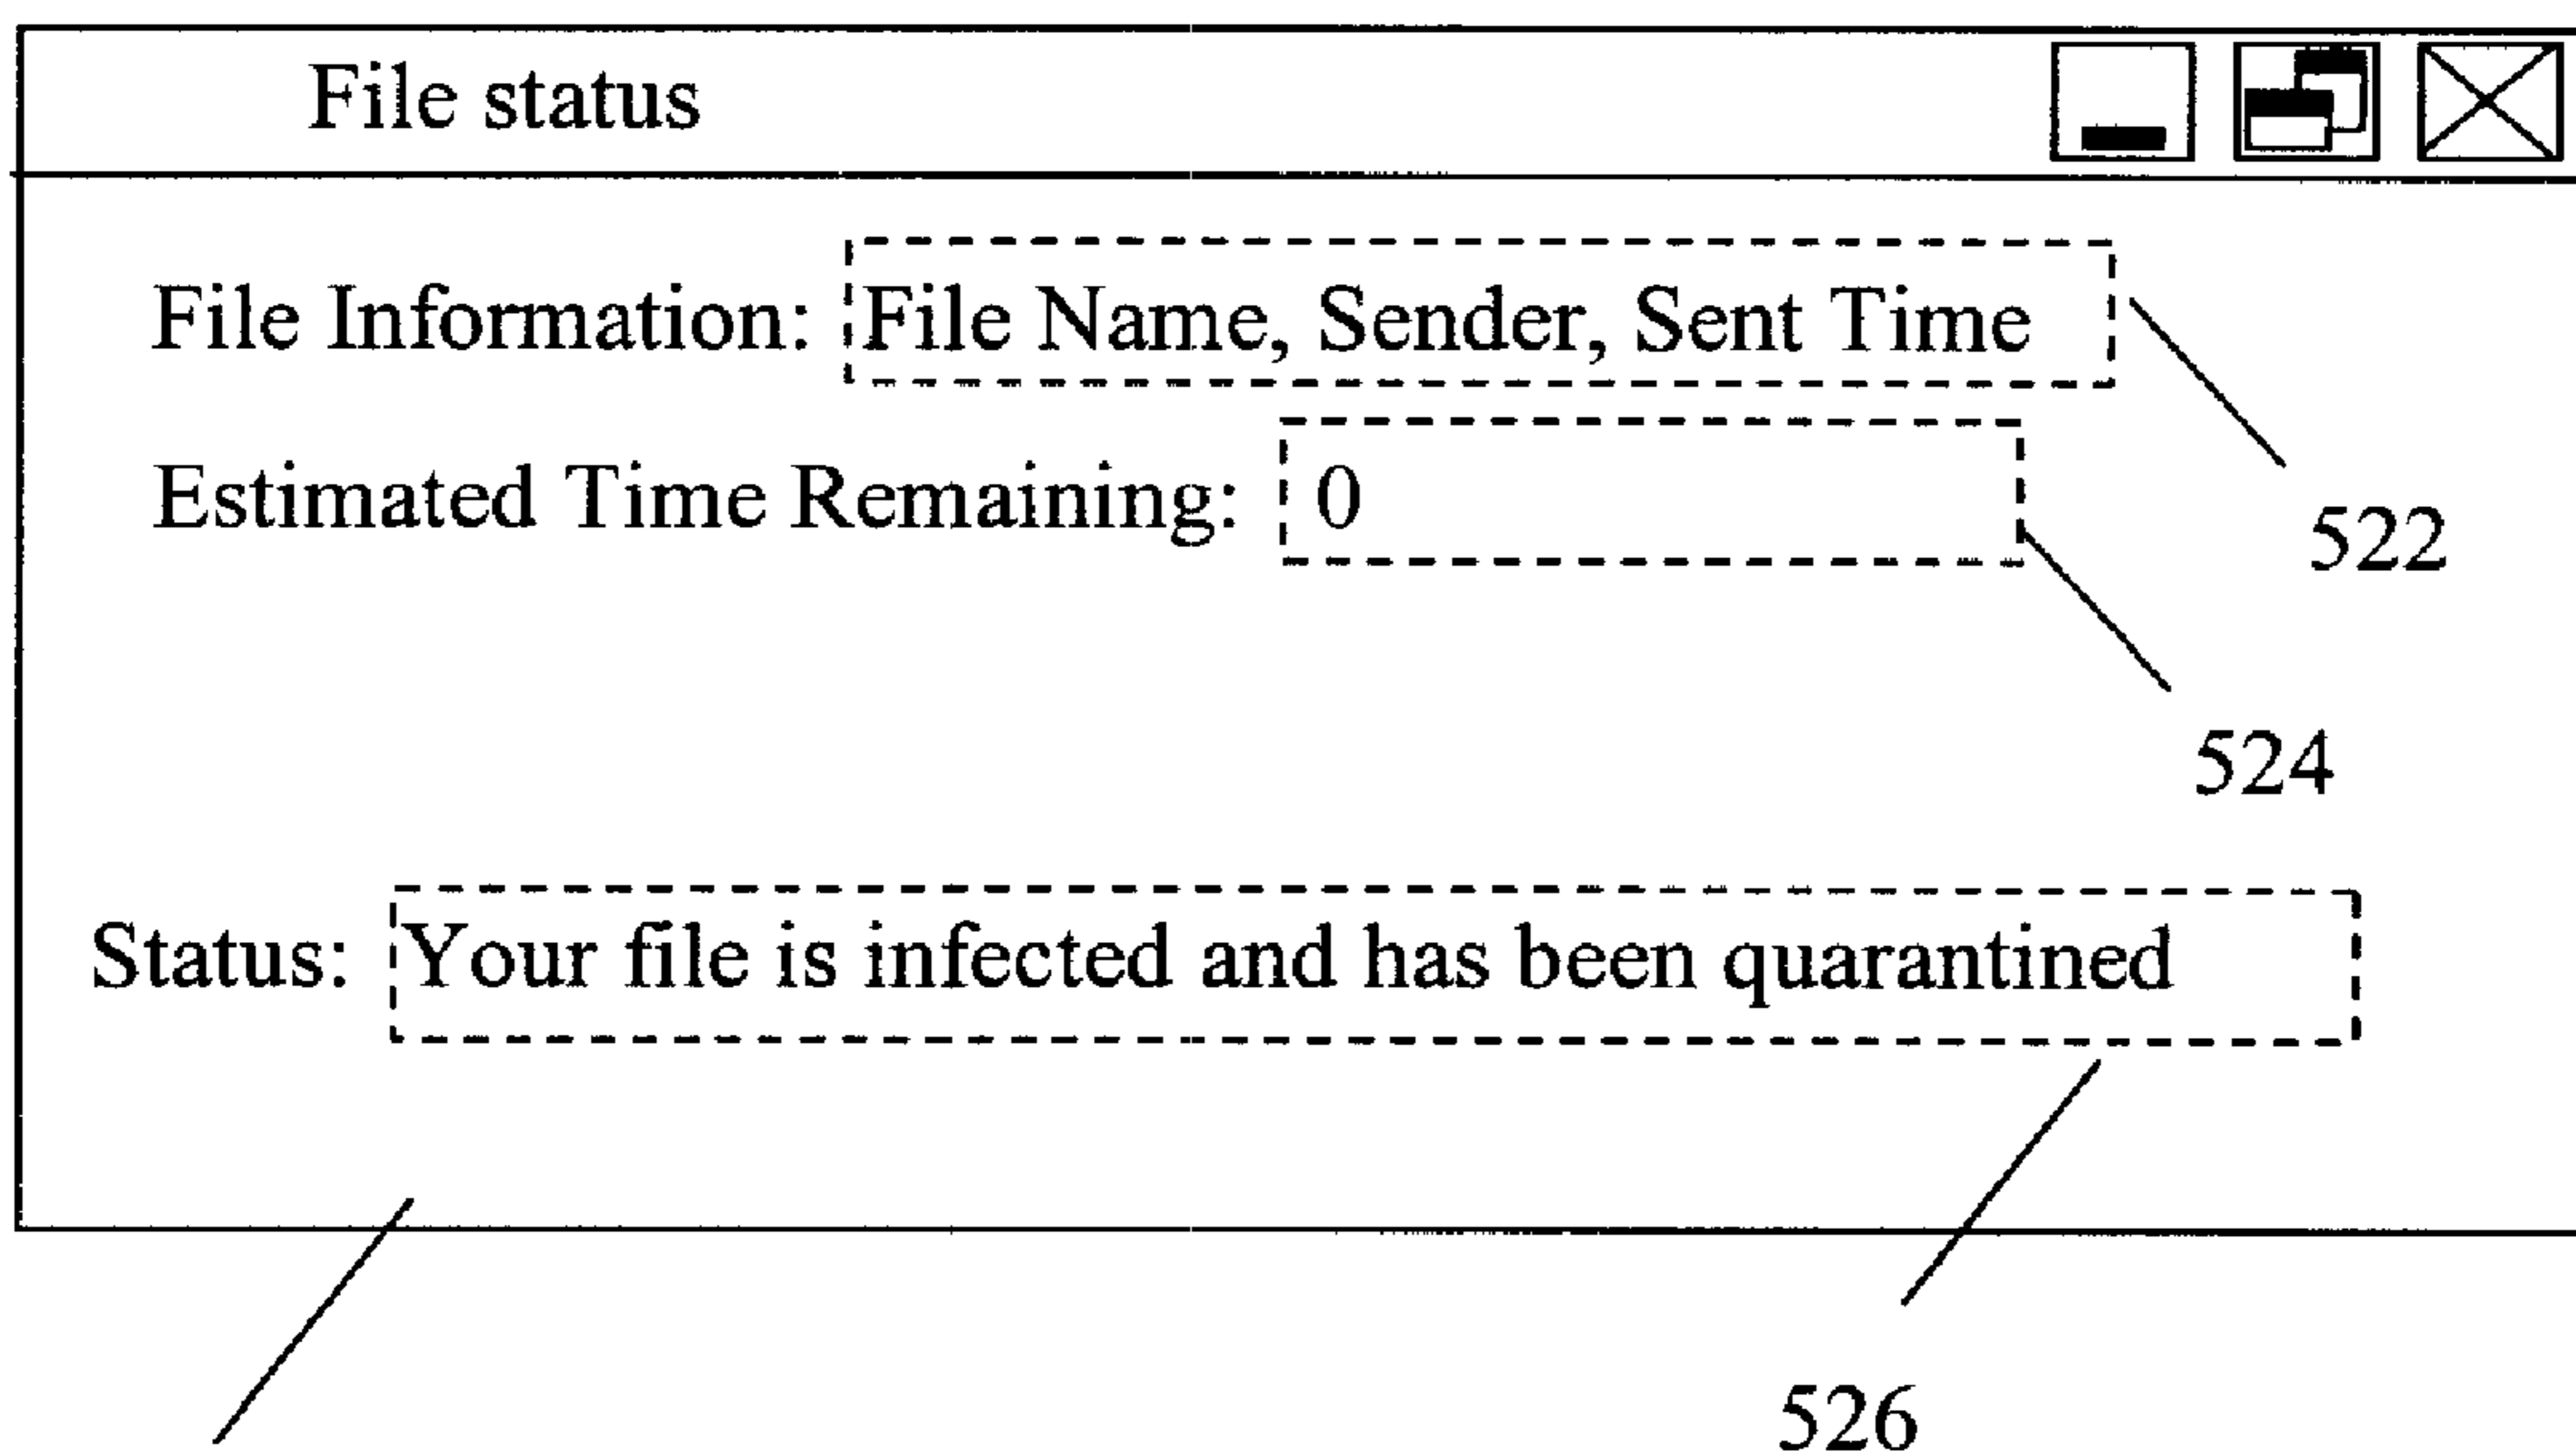 File status
File Information: File Name, Sender, Sent Time
Estimated Time Remaining: 0
522
524
Status: Your file is infected and has been quarantined
526